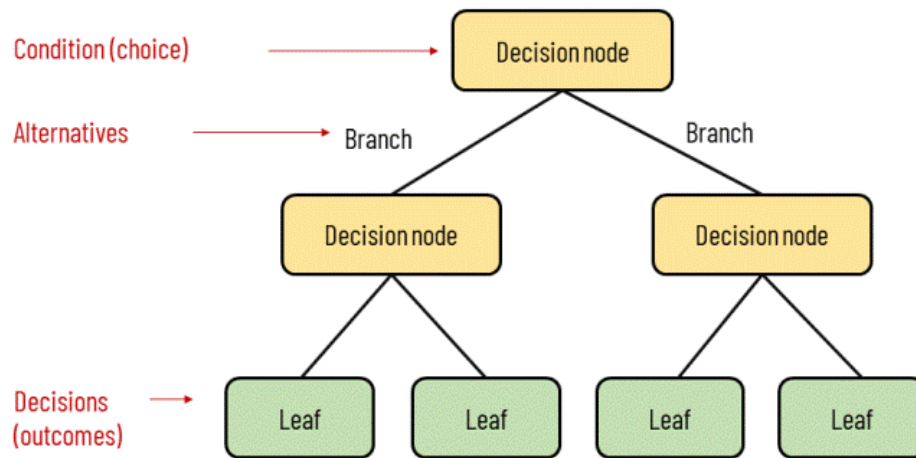 Condition (choice)
Decision node
Alternatives
Branch
Branch
Decision node
Decision node
Decisions
(outcomes)
Leaf
Leaf
Leaf
Leaf